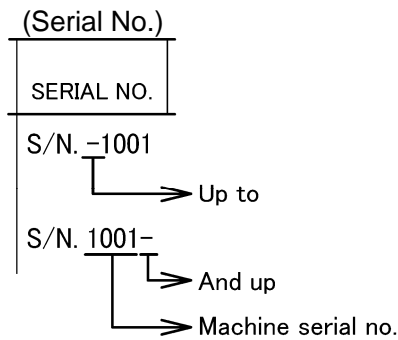 (Serial No.)
SERIAL NO.
S/N. -1001
Up to
S/N. 1001-
And up
Machine serial no.